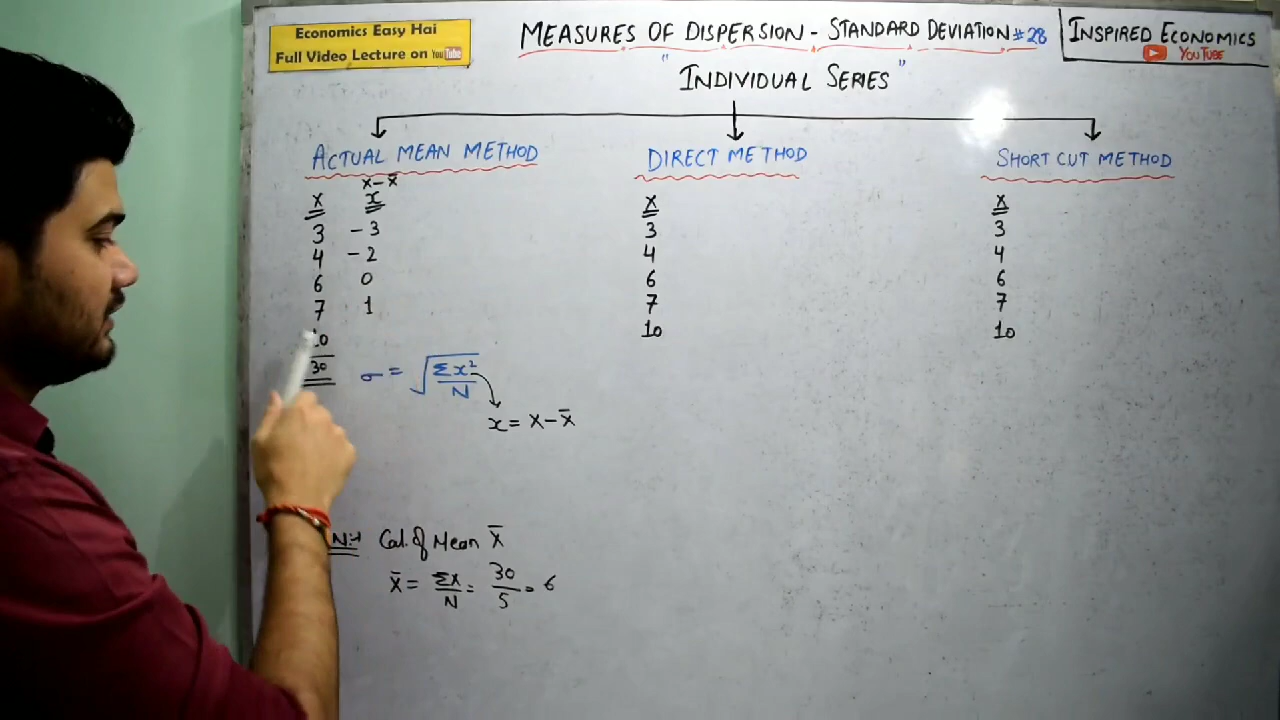 Economics Easy Hai
Full Video Lecture on YouTube
MEASURES OF DISPERSION - STANDARD DEVIATION #28
INSPIRED ECONOMICS
YOUTUBE
"INDIVIDUAL SERIES"
ACTUAL MEAN METHOD
X x
X - X̄
3 -3
4 -2
6 0
7 1
10
30
σ = √Σx²/N
x = X - X̄
W.N:- Cal. of Mean X̄
X̄ = ΣX/N = 30/5 = 6
DIRECT METHOD
X
3
4
6
7
10
SHORT CUT METHOD
X
3
4
6
7
10